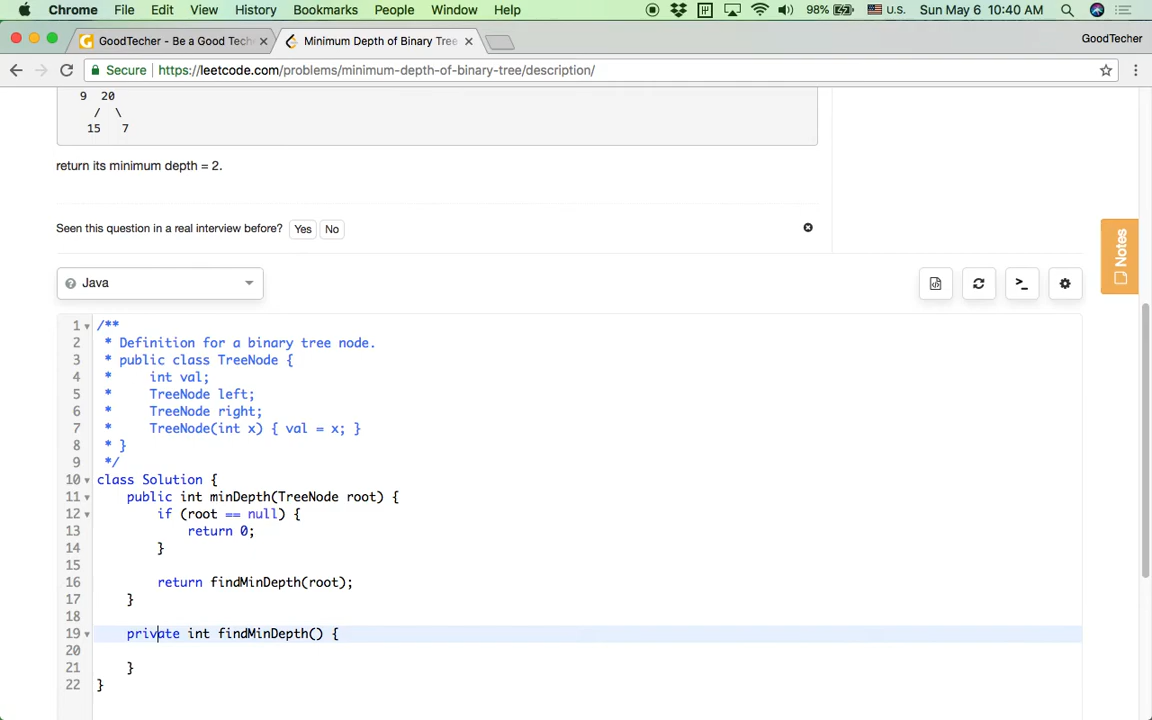 Chrome File Edit View History Bookmarks People Window Help 98% U.S. Sun May 6 10:40 AM
GoodTecher - Be a Good Tech Minimum Depth of Binary Tree GoodTecher
Secure https://leetcode.com/problems/minimum-depth-of-binary-tree/description/
9 20
/ \
15 7
return its minimum depth = 2.
Seen this question in a real interview before? Yes No
Notes
? Java
>_
1 /**
2 * Definition for a binary tree node.
3 * public class TreeNode {
4 * int val;
5 * TreeNode left;
6 * TreeNode right;
7 * TreeNode(int x) { val = x; }
8 * }
9 */
10 class Solution {
11 public int minDepth(TreeNode root) {
12 if (root == null) {
13 return 0;
14 }
15
16 return findMinDepth(root);
17 }
18
19 private int findMinDepth() {
20
21 }
22 }